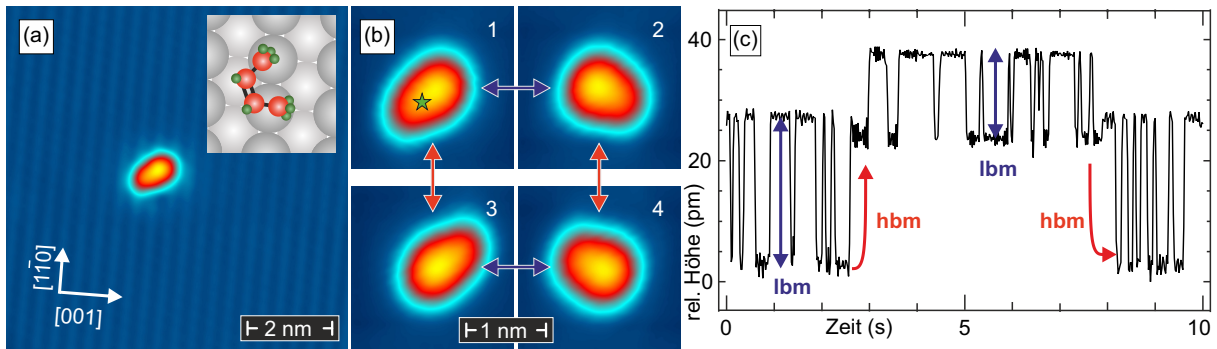 (a)
[11̄0]
[001]
2 nm
(b)
1
2
3
4
1 nm
(c)
rel. Höhe (pm)
40
20
0
lbm
hbm
lbm
hbm
0
5
10
Zeit (s)